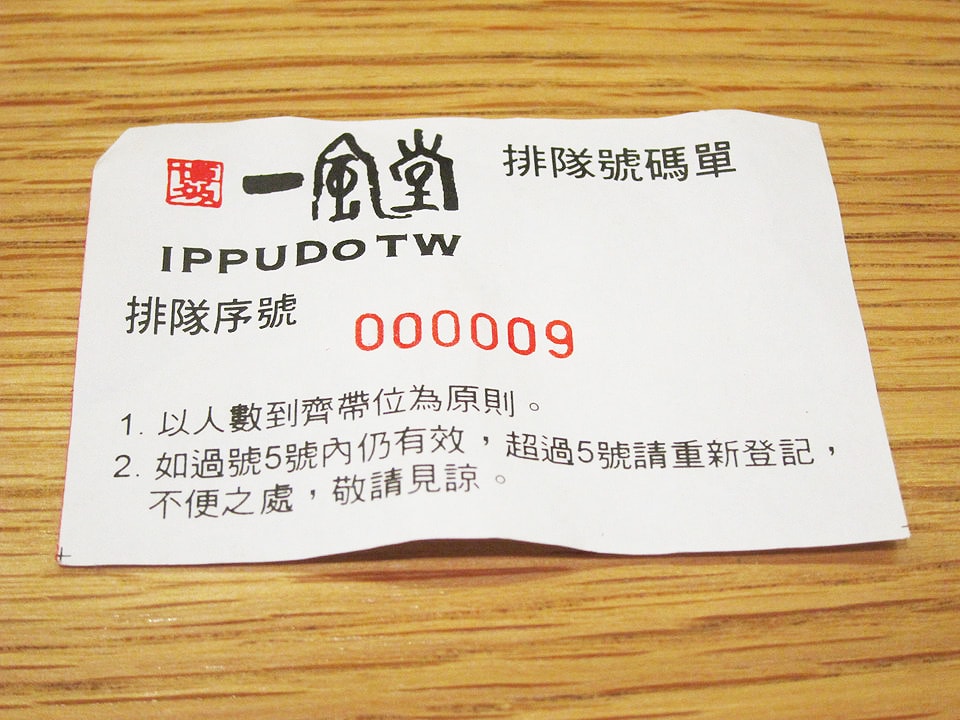 博多 一風堂 排隊號碼單
IPPUDO TW
排隊序號 000009
1. 以人數到齊帶位為原則。
2. 如過號5號內仍有效，超過5號請重新登記，
不便之處，敬請見諒。